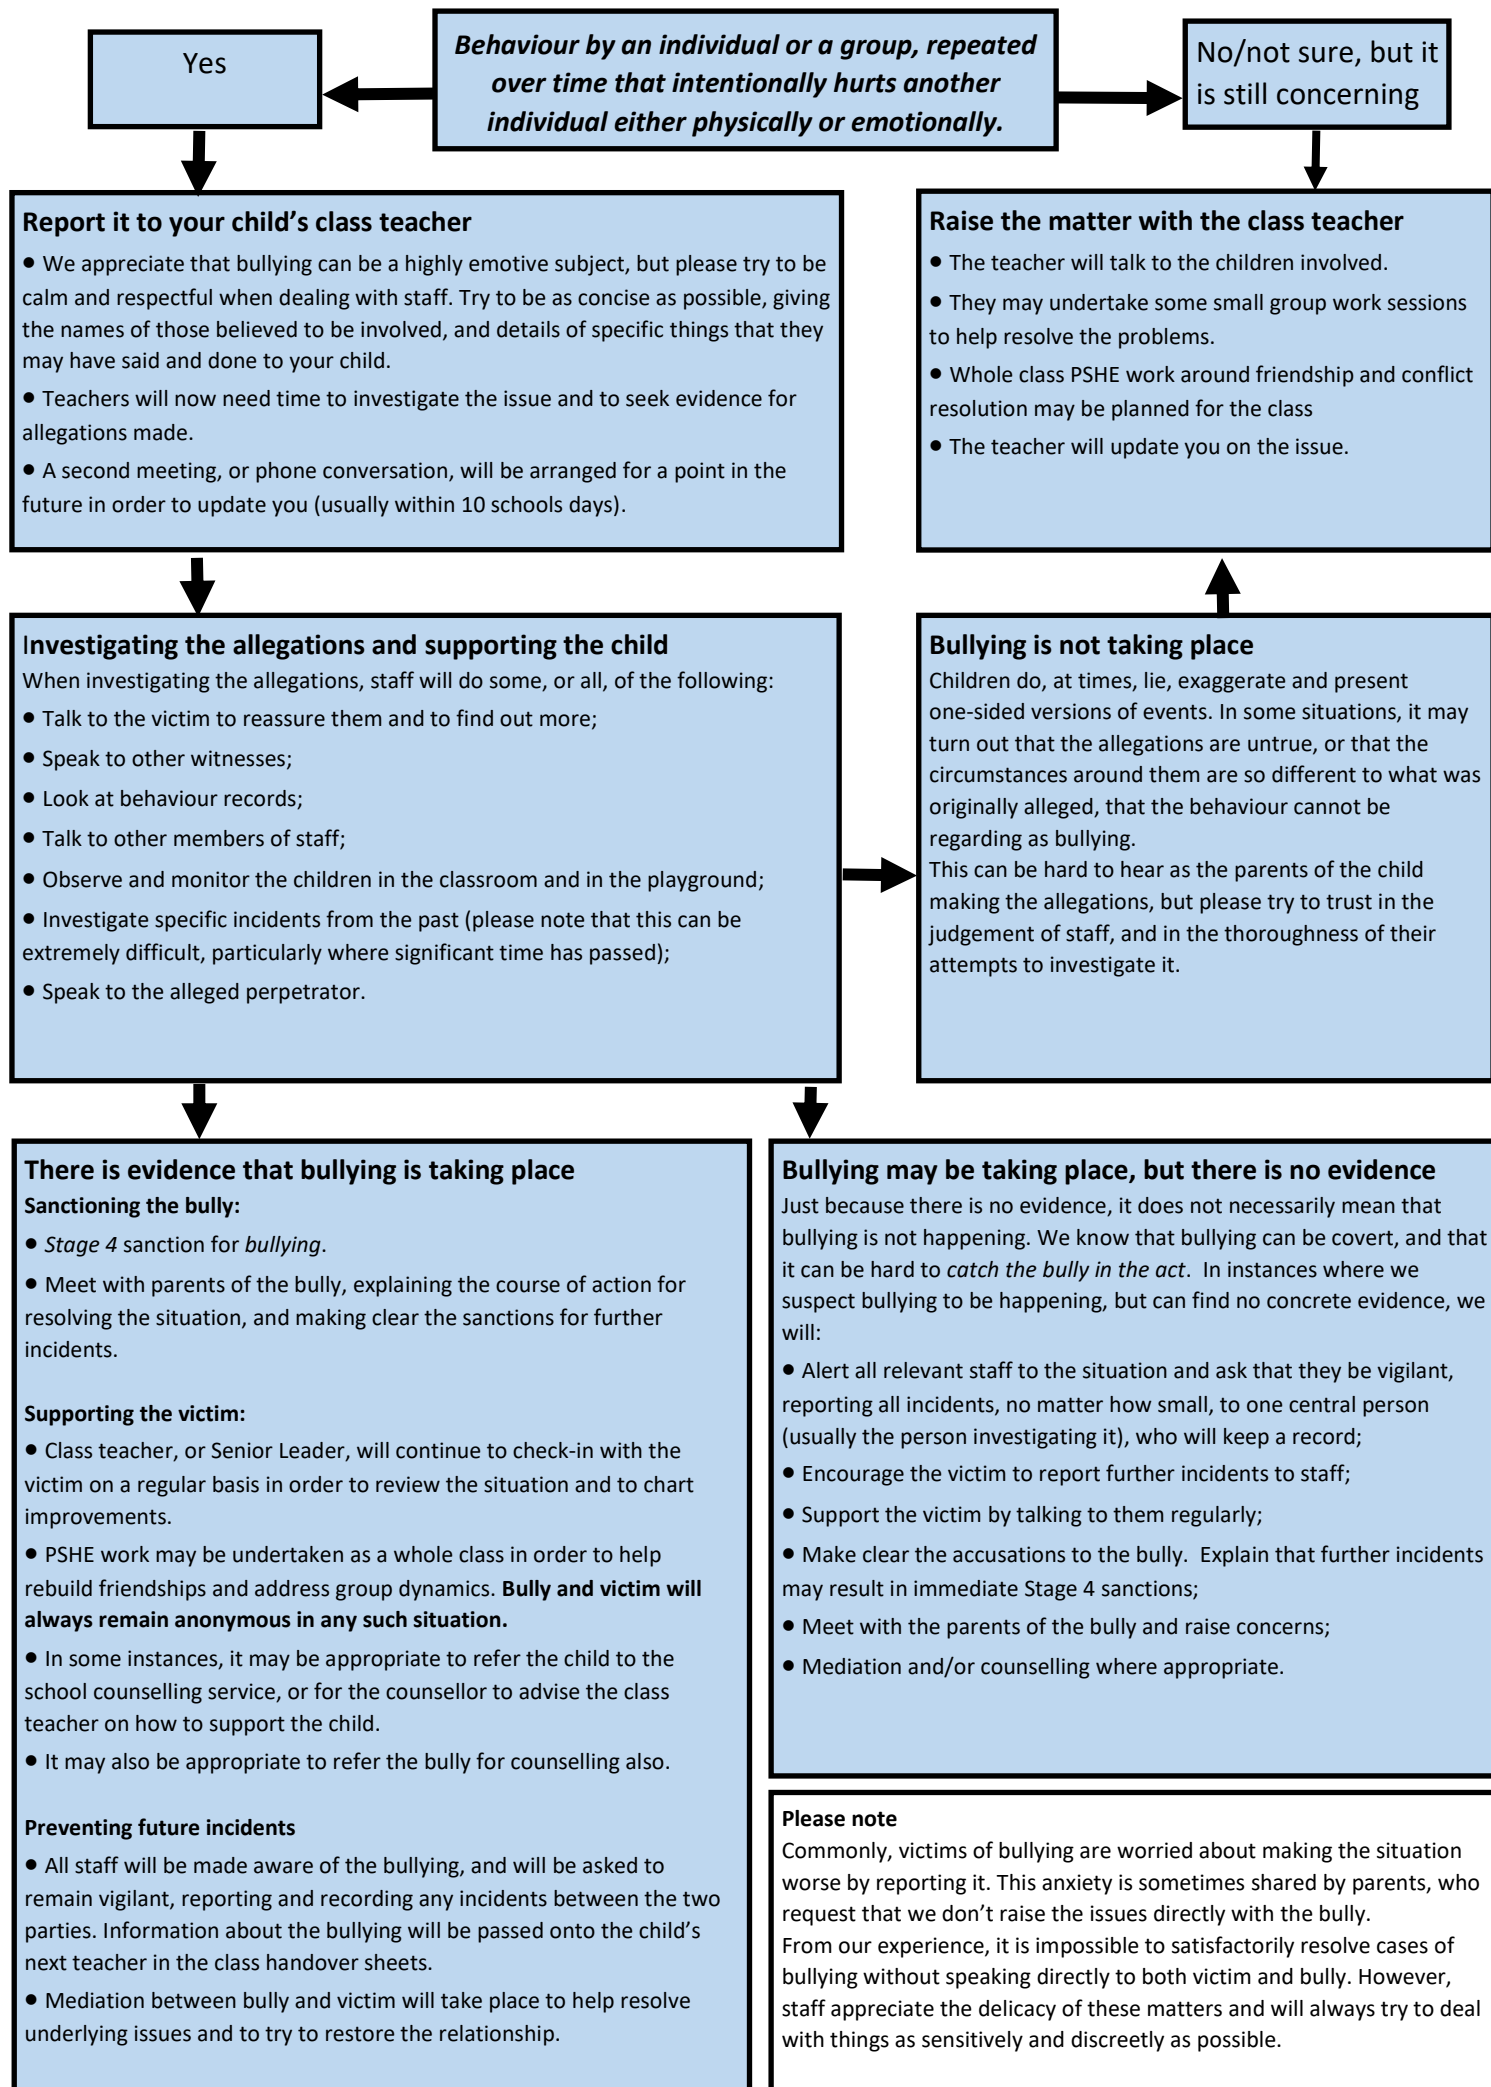 Behaviour by an individual or a group, repeated
over time that intentionally hurts another
individual either physically or emotionally.
Yes
No/not sure, but it
is still concerning
Report it to your child’s class teacher
● We appreciate that bullying can be a highly emotive subject, but please try to be
calm and respectful when dealing with staff. Try to be as concise as possible, giving
the names of those believed to be involved, and details of specific things that they
may have said and done to your child.
● Teachers will now need time to investigate the issue and to seek evidence for
allegations made.
● A second meeting, or phone conversation, will be arranged for a point in the
future in order to update you (usually within 10 schools days).
Raise the matter with the class teacher
● The teacher will talk to the children involved.
● They may undertake some small group work sessions
to help resolve the problems.
● Whole class PSHE work around friendship and conflict
resolution may be planned for the class
● The teacher will update you on the issue.
Investigating the allegations and supporting the child
When investigating the allegations, staff will do some, or all, of the following:
● Talk to the victim to reassure them and to find out more;
● Speak to other witnesses;
● Look at behaviour records;
● Talk to other members of staff;
● Observe and monitor the children in the classroom and in the playground;
● Investigate specific incidents from the past (please note that this can be
extremely difficult, particularly where significant time has passed);
● Speak to the alleged perpetrator.
Bullying is not taking place
Children do, at times, lie, exaggerate and present
one-sided versions of events. In some situations, it may
turn out that the allegations are untrue, or that the
circumstances around them are so different to what was
originally alleged, that the behaviour cannot be
regarding as bullying.
This can be hard to hear as the parents of the child
making the allegations, but please try to trust in the
judgement of staff, and in the thoroughness of their
attempts to investigate it.
There is evidence that bullying is taking place
Sanctioning the bully:
● Stage 4 sanction for bullying.
● Meet with parents of the bully, explaining the course of action for
resolving the situation, and making clear the sanctions for further
incidents.
Supporting the victim:
● Class teacher, or Senior Leader, will continue to check-in with the
victim on a regular basis in order to review the situation and to chart
improvements.
● PSHE work may be undertaken as a whole class in order to help
rebuild friendships and address group dynamics. Bully and victim will
always remain anonymous in any such situation.
● In some instances, it may be appropriate to refer the child to the
school counselling service, or for the counsellor to advise the class
teacher on how to support the child.
● It may also be appropriate to refer the bully for counselling also.
Preventing future incidents
● All staff will be made aware of the bullying, and will be asked to
remain vigilant, reporting and recording any incidents between the two
parties. Information about the bullying will be passed onto the child’s
next teacher in the class handover sheets.
● Mediation between bully and victim will take place to help resolve
underlying issues and to try to restore the relationship.
Bullying may be taking place, but there is no evidence
Just because there is no evidence, it does not necessarily mean that
bullying is not happening. We know that bullying can be covert, and that
it can be hard to catch the bully in the act. In instances where we
suspect bullying to be happening, but can find no concrete evidence, we
will:
● Alert all relevant staff to the situation and ask that they be vigilant,
reporting all incidents, no matter how small, to one central person
(usually the person investigating it), who will keep a record;
● Encourage the victim to report further incidents to staff;
● Support the victim by talking to them regularly;
● Make clear the accusations to the bully. Explain that further incidents
may result in immediate Stage 4 sanctions;
● Meet with the parents of the bully and raise concerns;
● Mediation and/or counselling where appropriate.
Please note
Commonly, victims of bullying are worried about making the situation
worse by reporting it. This anxiety is sometimes shared by parents, who
request that we don’t raise the issues directly with the bully.
From our experience, it is impossible to satisfactorily resolve cases of
bullying without speaking directly to both victim and bully. However,
staff appreciate the delicacy of these matters and will always try to deal
with things as sensitively and discreetly as possible.